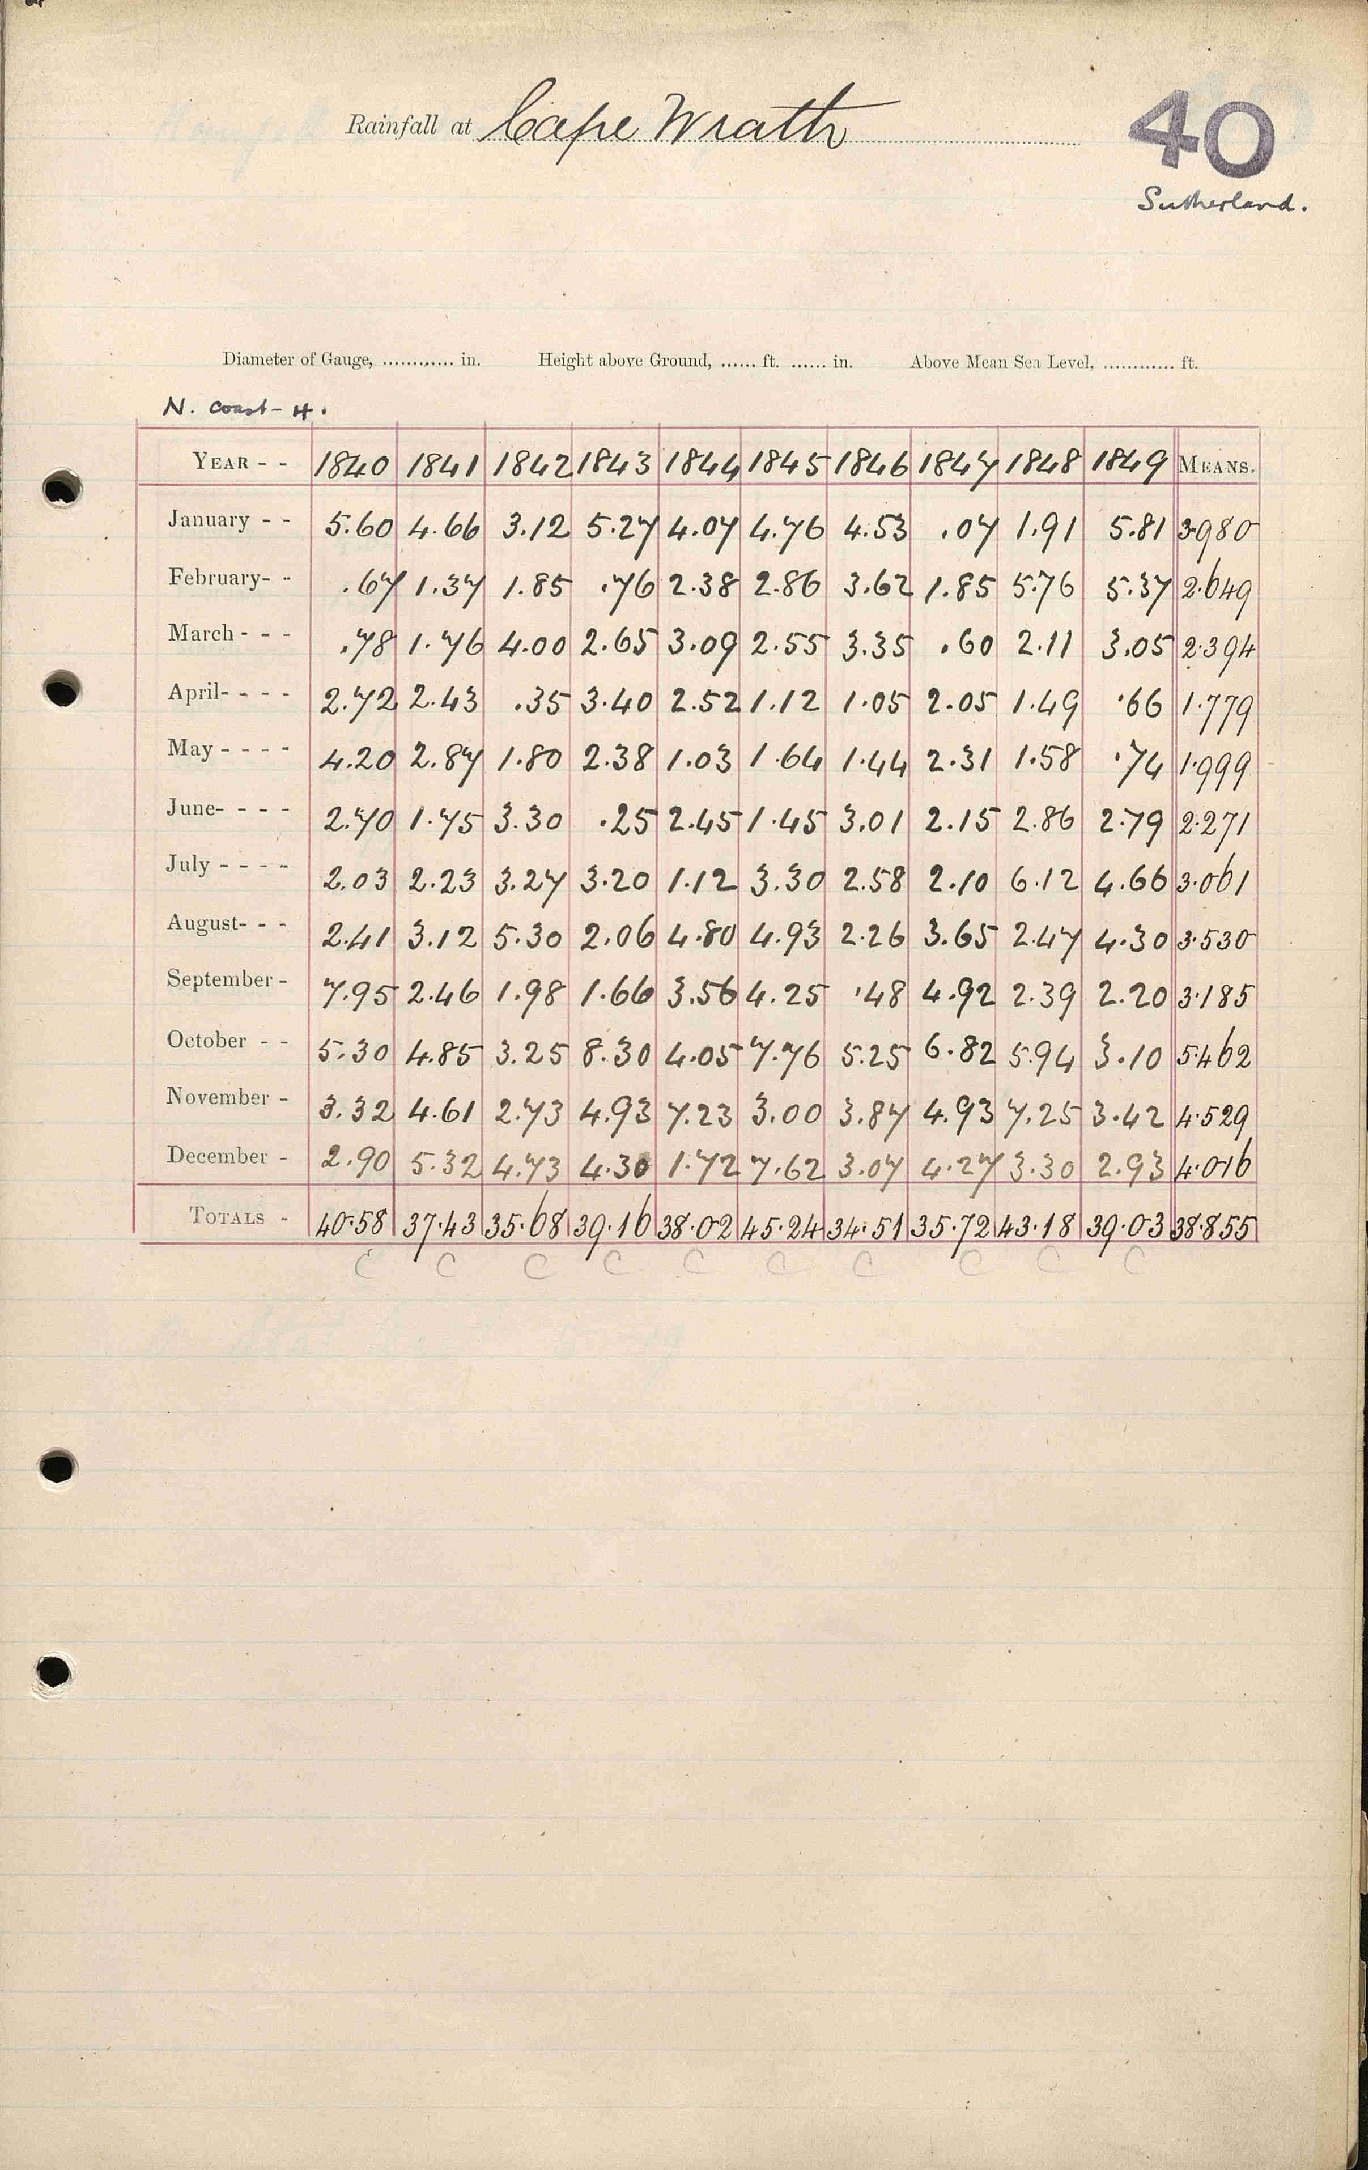 Rainfall at Cape Wrath
40
Sutherland.
Diameter of Gauge, ............ in. Height above Ground, ...... ft. ...... in. Above Mean Sea Level, ............ ft.
N. coast - H.
YEAR - - 1840 1841 1842 1843 1844 1845 1846 1847 1848 1849 MEANS.
January - - 5.60 4.66 3.12 5.27 4.07 4.76 4.53 .07 1.91 5.81 3.980
February- - .67 1.37 1.85 .76 2.38 2.86 3.62 1.85 5.76 5.37 2.649
March - - - .78 1.76 4.00 2.65 3.09 2.55 3.35 .60 2.11 3.05 2.394
April- - - - 2.72 2.43 .35 3.40 2.52 1.12 1.05 2.05 1.49 .66 1.779
May - - - - 4.20 2.87 1.80 2.38 1.03 1.64 1.44 2.31 1.58 .74 1.999
June- - - - 2.70 1.75 3.30 .25 2.45 1.45 3.01 2.15 2.86 2.79 2.271
July - - - - 2.03 2.23 3.27 3.20 1.12 3.30 2.58 2.10 6.12 4.66 3.061
August- - - 2.41 3.12 5.30 2.06 4.80 4.93 2.26 3.65 2.47 4.30 3.530
September - 7.95 2.46 1.98 1.66 3.56 4.25 .48 4.92 2.39 2.20 3.185
October - - 5.30 4.85 3.25 8.30 4.05 7.76 5.25 6.82 5.94 3.10 5.462
November - 3.32 4.61 2.73 4.93 7.23 3.00 3.87 4.93 7.25 3.42 4.529
December - 2.90 5.32 4.73 4.30 1.72 7.62 3.07 4.27 3.30 2.93 4.016
TOTALS - 40.58 37.43 35.68 39.16 38.02 45.24 34.51 35.72 43.18 39.03 38.855
C C C C C C C C C C